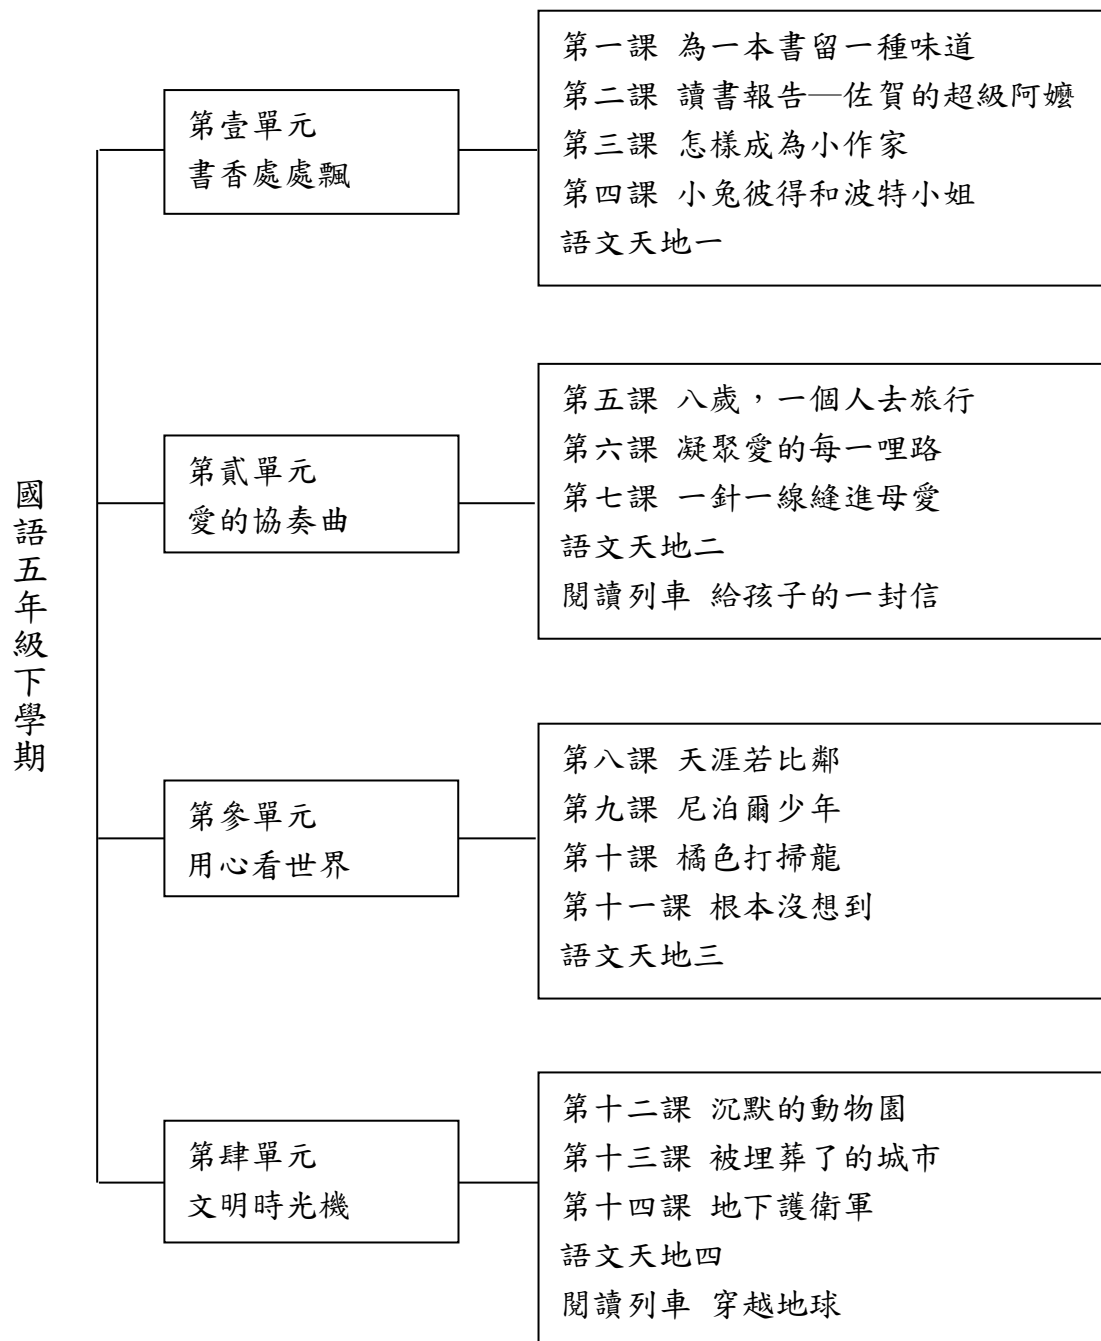 國語五年級下學期
第壹單元
書香處處飄
第一課 為一本書留一種味道
第二課 讀書報告─佐賀的超級阿嬤
第三課 怎樣成為小作家
第四課 小兔彼得和波特小姐
語文天地一
第貳單元
愛的協奏曲
第五課 八歲，一個人去旅行
第六課 凝聚愛的每一哩路
第七課 一針一線縫進母愛
語文天地二
閱讀列車 給孩子的一封信
第參單元
用心看世界
第八課 天涯若比鄰
第九課 尼泊爾少年
第十課 橘色打掃龍
第十一課 根本沒想到
語文天地三
第肆單元
文明時光機
第十二課 沉默的動物園
第十三課 被埋葬了的城市
第十四課 地下護衛軍
語文天地四
閱讀列車 穿越地球